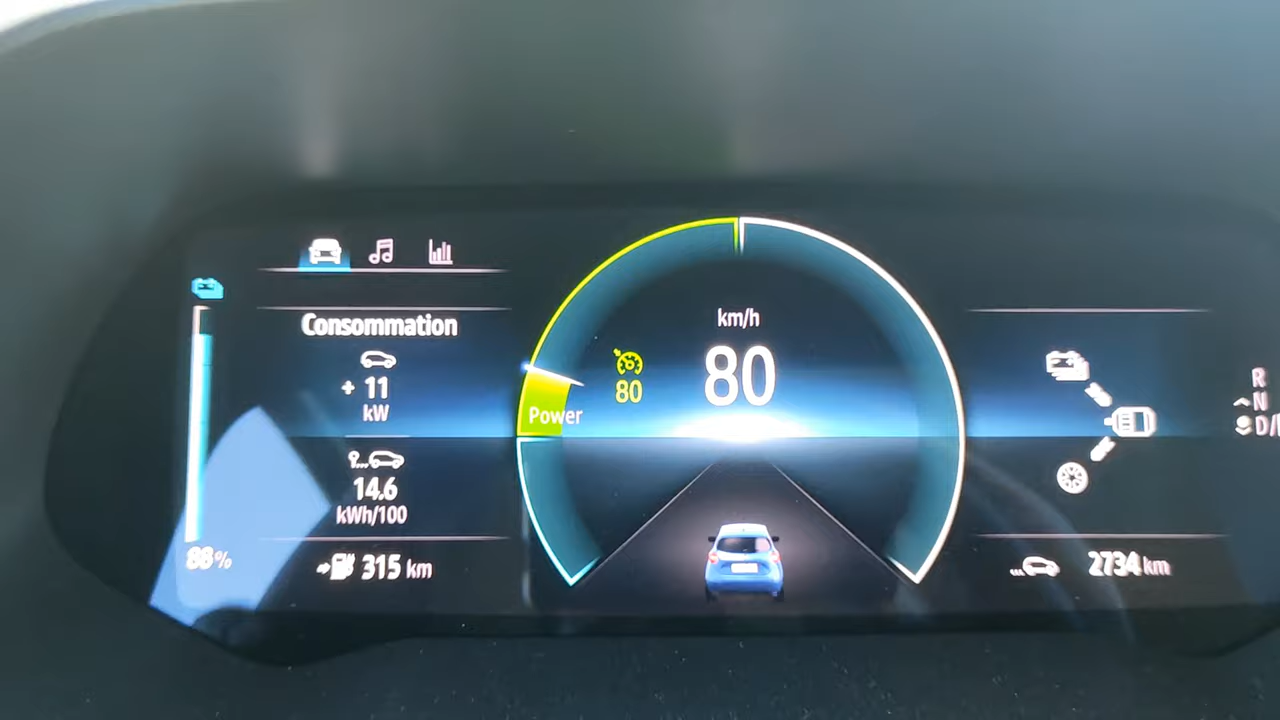 Consommation
+ 11
kW
14.6
kWh/100
88%
315 km
km/h
80
80
Power
R
N
2734 km